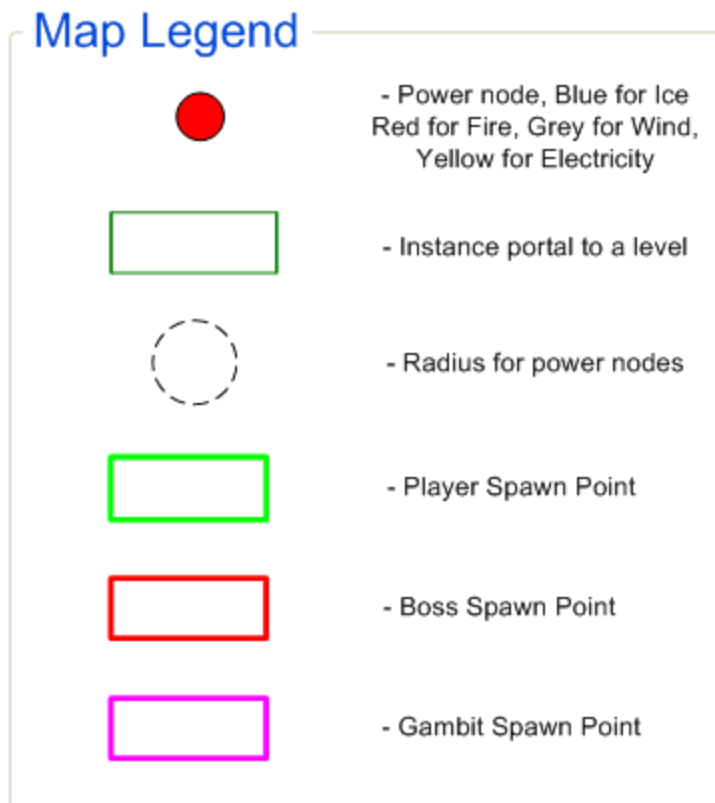 Map Legend
- Power node, Blue for Ice
Red for Fire, Grey for Wind,
Yellow for Electricity
- Instance portal to a level
- Radius for power nodes
- Player Spawn Point
- Boss Spawn Point
- Gambit Spawn Point